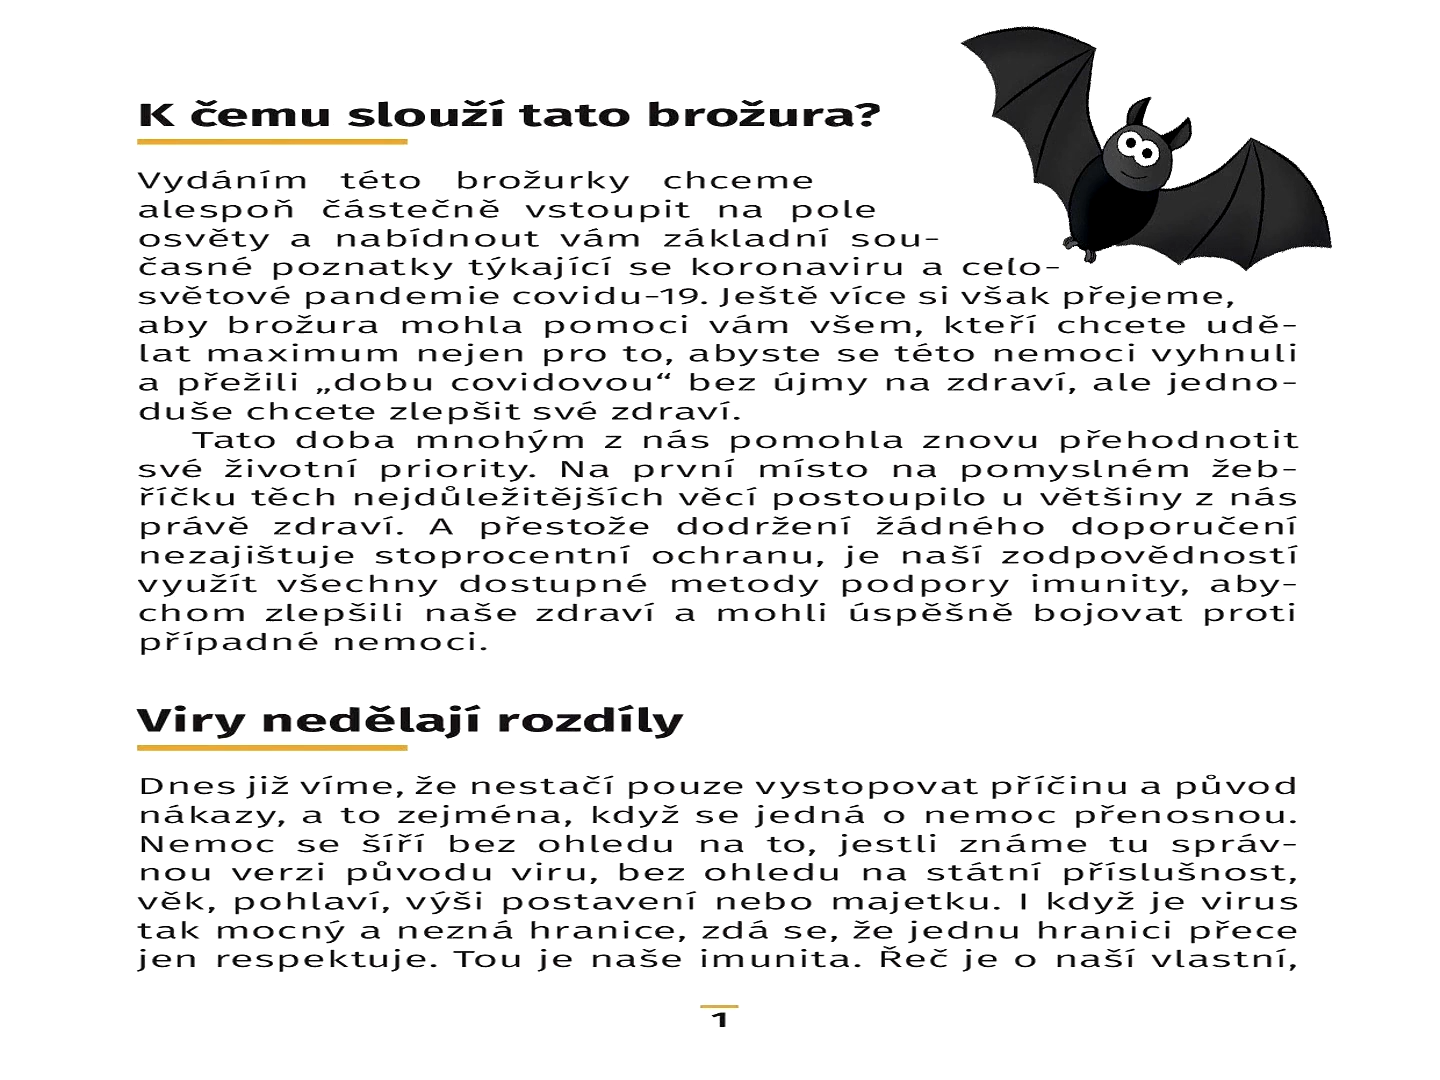 K čemu slouží tato brožura?
Vydáním této brožurky chceme
alespoň částečně vstoupit na pole
osvěty a nabídnout vám základní sou-
časné poznatky týkající se koronaviru a celo-
světové pandemie covidu-19. Ještě více si však přejeme,
aby brožura mohla pomoci vám všem, kteří chcete udě-
lat maximum nejen pro to, abyste se této nemoci vyhnuli
a přežili „dobu covidovou“ bez újmy na zdraví, ale jedno-
duše chcete zlepšit své zdraví.
Tato doba mnohým z nás pomohla znovu přehodnotit
své životní priority. Na první místo na pomyslném žeb-
říčku těch nejdůležitějších věcí postoupilo u většiny z nás
právě zdraví. A přestože dodržení žádného doporučení
nezajištuje stoprocentní ochranu, je naší zodpovědností
využít všechny dostupné metody podpory imunity, aby-
chom zlepšili naše zdraví a mohli úspěšně bojovat proti
případné nemoci.
Viry nedělají rozdíly
Dnes již víme, že nestačí pouze vystopovat příčinu a původ
nákazy, a to zejména, když se jedná o nemoc přenosnou.
Nemoc se šíří bez ohledu na to, jestli známe tu správ-
nou verzi původu viru, bez ohledu na státní příslušnost,
věk, pohlaví, výši postavení nebo majetku. I když je virus
tak mocný a nezná hranice, zdá se, že jednu hranici přece
jen respektuje. Tou je naše imunita. Řeč je o naší vlastní,
1